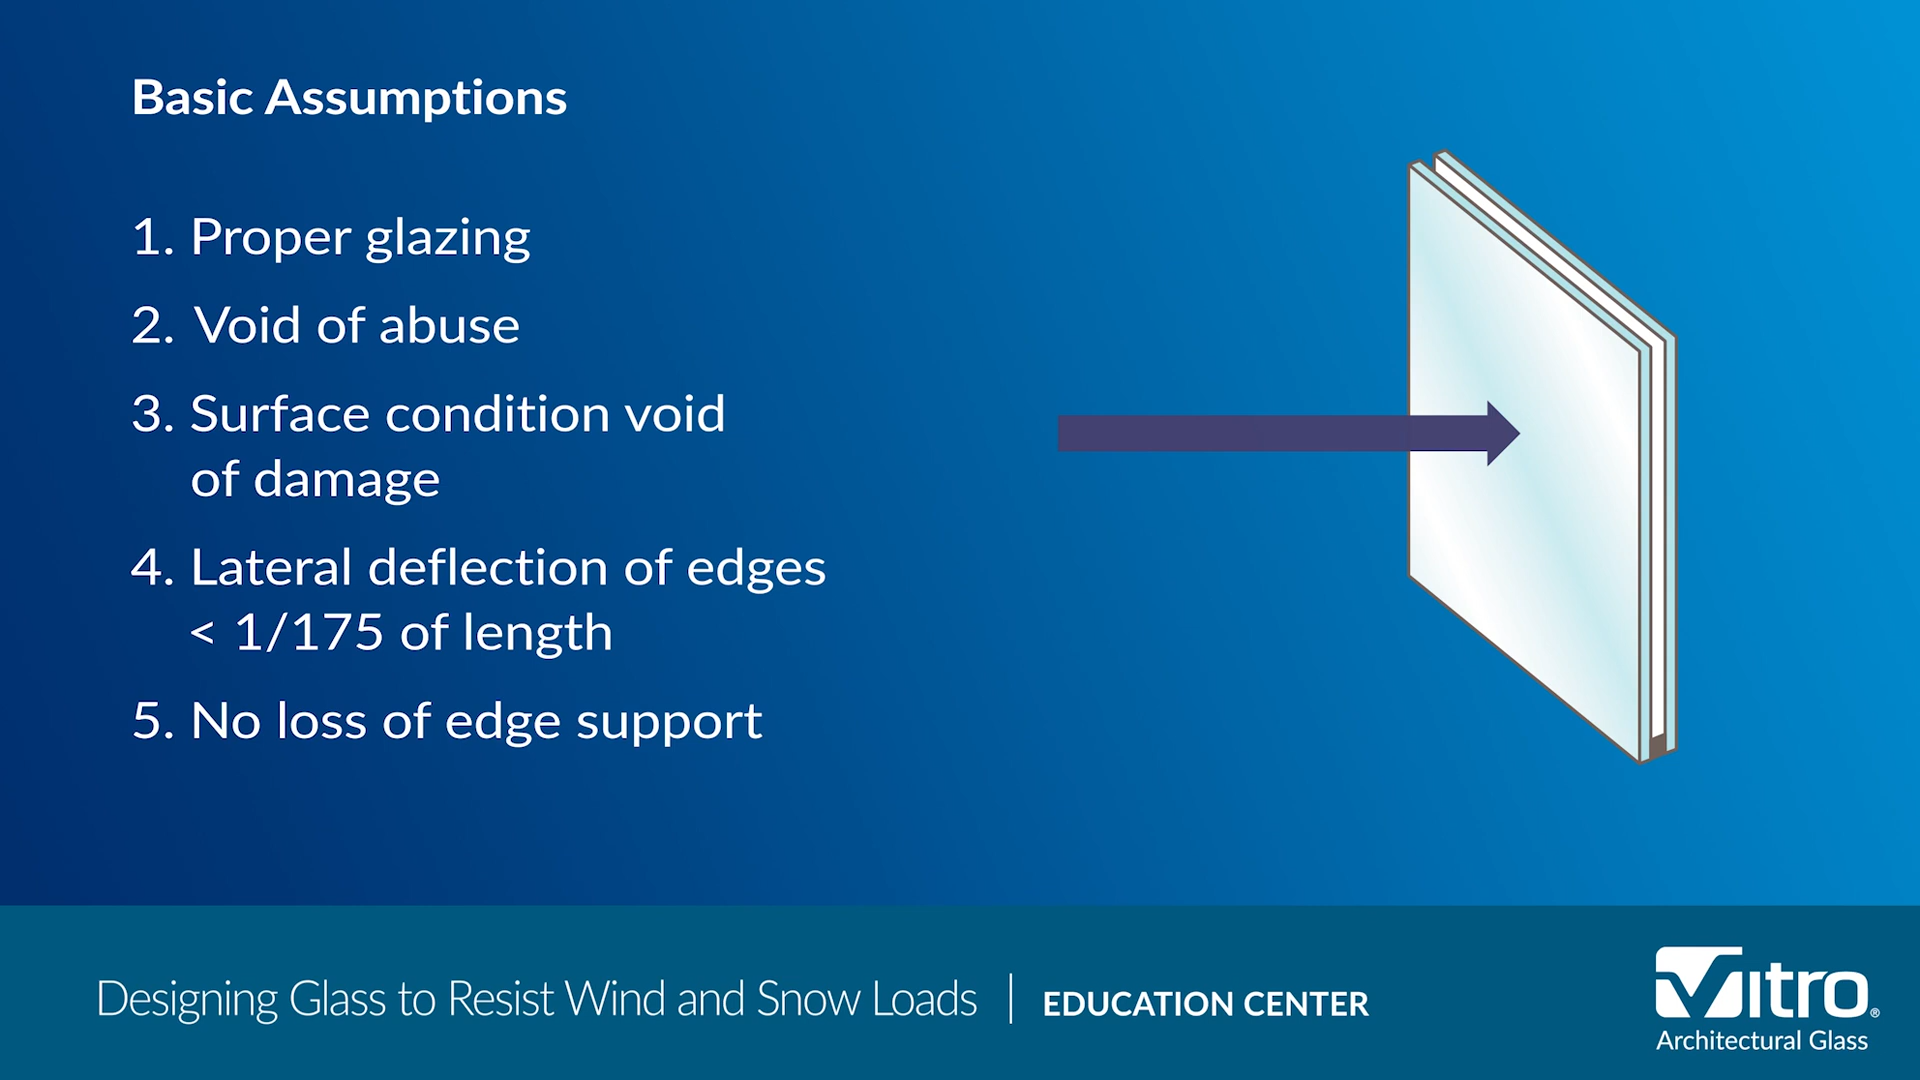 Basic Assumptions
1. Proper glazing
2. Void of abuse
3. Surface condition void
of damage
4. Lateral deflection of edges
< 1/175 of length
5. No loss of edge support
Designing Glass to Resist Wind and Snow Loads | EDUCATION CENTER
Vitro®
Architectural Glass